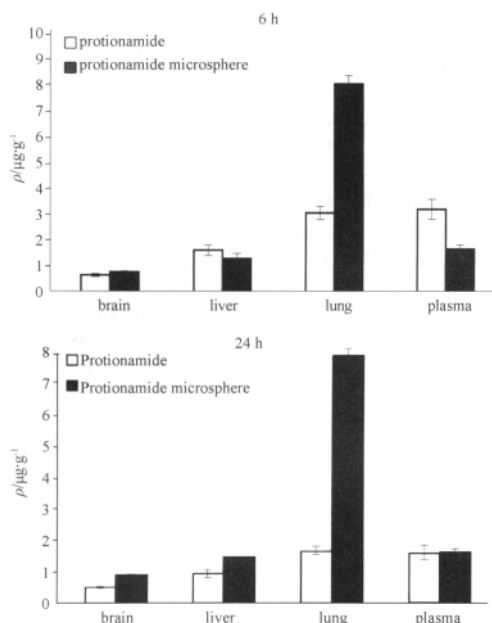 6 h
protionamide
protionamide microsphere
10
9
8
7
6
5
4
3
2
1
0
ρ/μg·g⁻¹
brain liver lung plasma
24 h
Protionamide
Protionamide microsphere
8
7
6
5
4
3
2
1
0
ρ/μg·g⁻¹
brain liver lung plasma